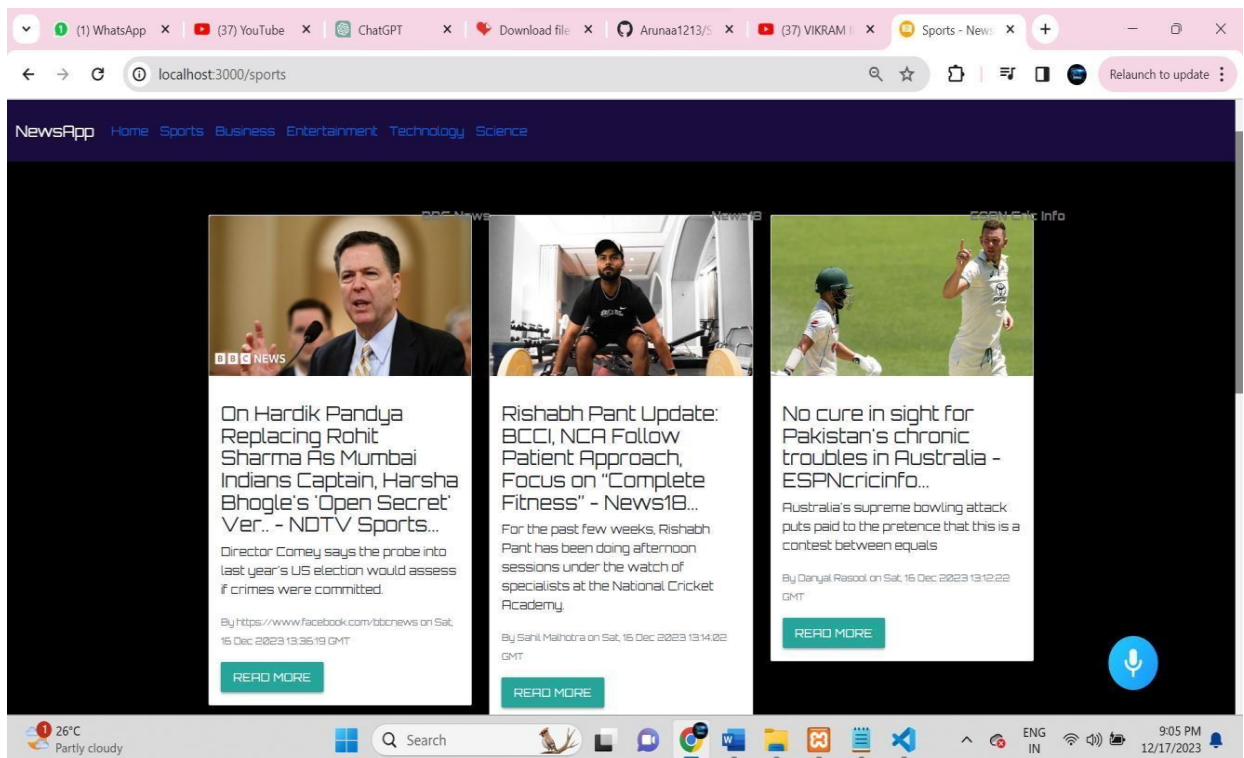 (1) WhatsApp
(37) YouTube
ChatGPT
Download file
Arunaa1213/S
(37) VIKRAM
Sports - News
localhost:3000/sports
Relaunch to update
NewsApp Home Sports Business Entertainment Technology Science
BBC News
News18
ESPN Cric Info
BBC NEWS
On Hardik Pandya
Replacing Rohit
Sharma As Mumbai
Indians Captain, Harsha
Bhogle's 'Open Secret'
Ver.. - NDTV Sports...
Director Comey says the probe into
last year's US election would assess
if crimes were committed.
By https://www.facebook.com/bbcnews on Sat,
16 Dec 2023 13:36:19 GMT
READ MORE
Rishabh Pant Update:
BCCI, NCA Follow
Patient Approach,
Focus on "Complete
Fitness" - News18...
For the past few weeks, Rishabh
Pant has been doing afternoon
sessions under the watch of
specialists at the National Cricket
Academy.
By Sahil Malhotra on Sat, 16 Dec 2023 13:14:02
GMT
READ MORE
No cure in sight for
Pakistan's chronic
troubles in Australia -
ESPNcricinfo...
Australia's supreme bowling attack
puts paid to the pretence that this is a
contest between equals
By Danyal Rasool on Sat, 16 Dec 2023 13:12:22
GMT
READ MORE
1
26°C
Partly cloudy
Search
ENG
IN
9:05 PM
12/17/2023